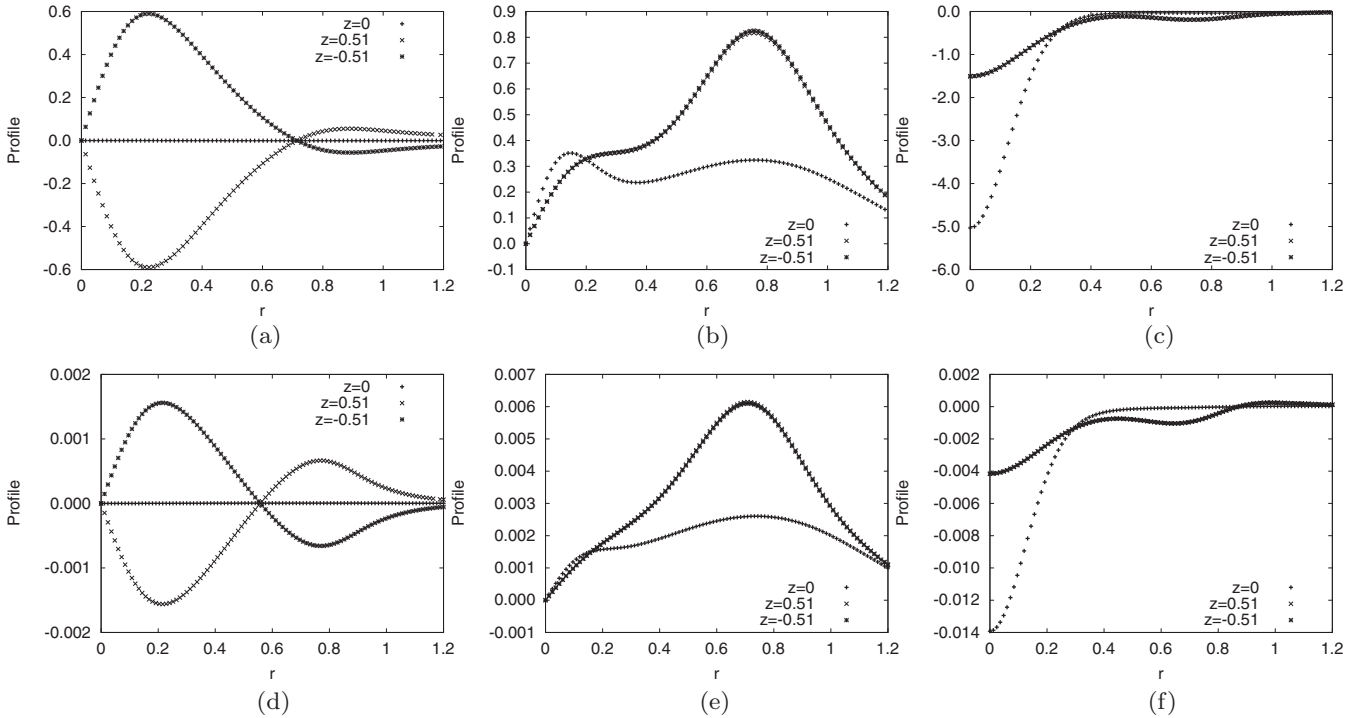 0.6
0.4
0.2
0.0
-0.2
-0.4
-0.6
Profile
0
0.2
0.4
0.6
0.8
1
1.2
r
z=0
z=0.51
z=-0.51
(a)
0.9
0.8
0.7
0.6
0.5
0.4
0.3
0.2
0.1
0.0
-0.1
Profile
0
0.2
0.4
0.6
0.8
1
1.2
r
z=0
z=0.51
z=-0.51
(b)
0.0
-1.0
-2.0
-3.0
-4.0
-5.0
-6.0
Profile
0
0.2
0.4
0.6
0.8
1
1.2
r
z=0
z=0.51
z=-0.51
(c)
0.002
0.001
0.000
-0.001
-0.002
Profile
0
0.2
0.4
0.6
0.8
1
1.2
r
z=0
z=0.51
z=-0.51
(d)
0.007
0.006
0.005
0.004
0.003
0.002
0.001
0.000
-0.001
Profile
0
0.2
0.4
0.6
0.8
1
1.2
r
z=0
z=0.51
z=-0.51
(e)
0.002
0.000
-0.002
-0.004
-0.006
-0.008
-0.010
-0.012
-0.014
Profile
0
0.2
0.4
0.6
0.8
1
1.2
r
z=0
z=0.51
z=-0.51
(f)